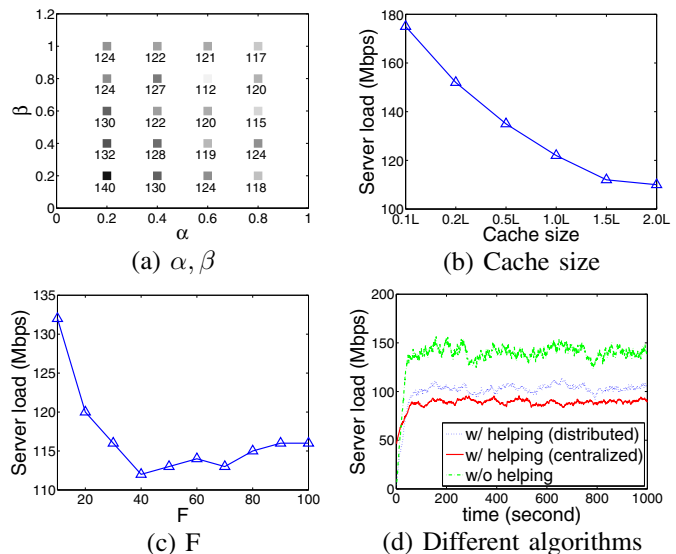 1.2
1
0.8
0.6
0.4
0.2
0
β
124 122 121 117
124 127 112 120
130 122 120 115
132 128 119 124
140 130 124 118
0 0.2 0.4 0.6 0.8 1
α
(a) α, β
180
160
140
120
100
Server load (Mbps)
0.1L 0.2L 0.5L 1.0L 1.5L 2.0L
Cache size
(b) Cache size
135
130
125
120
115
110
Server load (Mbps)
20 40 60 80 100
F
(c) F
200
150
100
50
0
Server load (Mbps)
w/ helping (distributed)
w/ helping (centralized)
w/o helping
0 200 400 600 800 1000
time (second)
(d) Different algorithms